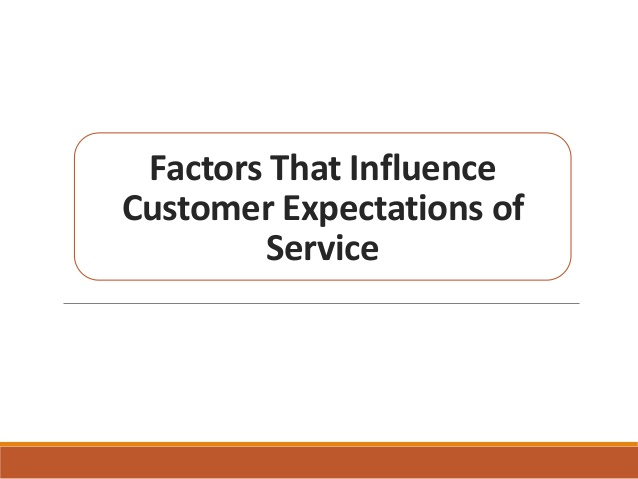 Factors That Influence
Customer Expectations of
Service